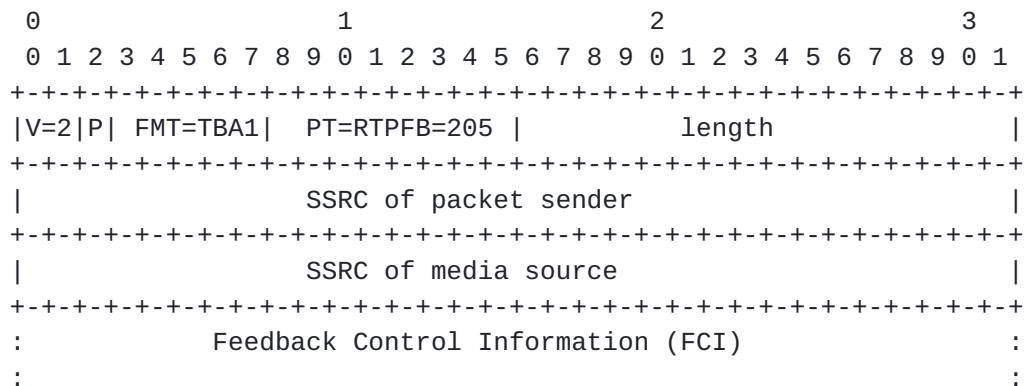 0                   1                   2                   3
 0 1 2 3 4 5 6 7 8 9 0 1 2 3 4 5 6 7 8 9 0 1 2 3 4 5 6 7 8 9 0 1
+-+-+-+-+-+-+-+-+-+-+-+-+-+-+-+-+-+-+-+-+-+-+-+-+-+-+-+-+-+-+-+-+
|V=2|P| FMT=TBA1|  PT=RTPFB=205 |          length               |
+-+-+-+-+-+-+-+-+-+-+-+-+-+-+-+-+-+-+-+-+-+-+-+-+-+-+-+-+-+-+-+-+
|                  SSRC of packet sender                        |
+-+-+-+-+-+-+-+-+-+-+-+-+-+-+-+-+-+-+-+-+-+-+-+-+-+-+-+-+-+-+-+-+
|                  SSRC of media source                         |
+-+-+-+-+-+-+-+-+-+-+-+-+-+-+-+-+-+-+-+-+-+-+-+-+-+-+-+-+-+-+-+-+
:            Feedback Control Information (FCI)                 :
:                                                               :